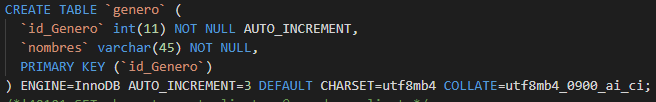 CREATE TABLE `genero` (
`id_Genero` int(11) NOT NULL AUTO_INCREMENT,
`nombres` varchar(45) NOT NULL,
PRIMARY KEY (`id_Genero`)
) ENGINE=InnoDB AUTO_INCREMENT=3 DEFAULT CHARSET=utf8mb4 COLLATE=utf8mb4_0900_ai_ci;